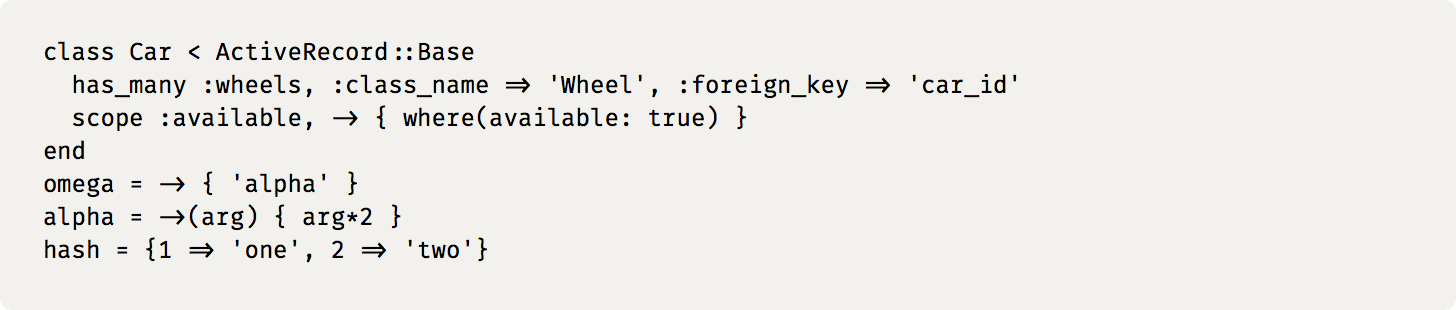 class Car < ActiveRecord::Base
  has_many :wheels, :class_name => 'Wheel', :foreign_key => 'car_id'
  scope :available, -> { where(available: true) }
end
omega = -> { 'alpha' }
alpha = ->(arg) { arg*2 }
hash = {1 => 'one', 2 => 'two'}